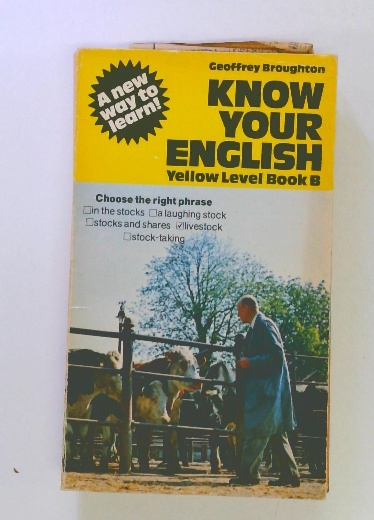 Geoffrey Broughton
A new
way to
learn!
KNOW
YOUR
ENGLISH
Yellow Level Book B
Choose the right phrase
☐in the stocks ☐a laughing stock
☐stocks and shares ☑livestock
☐stock-taking